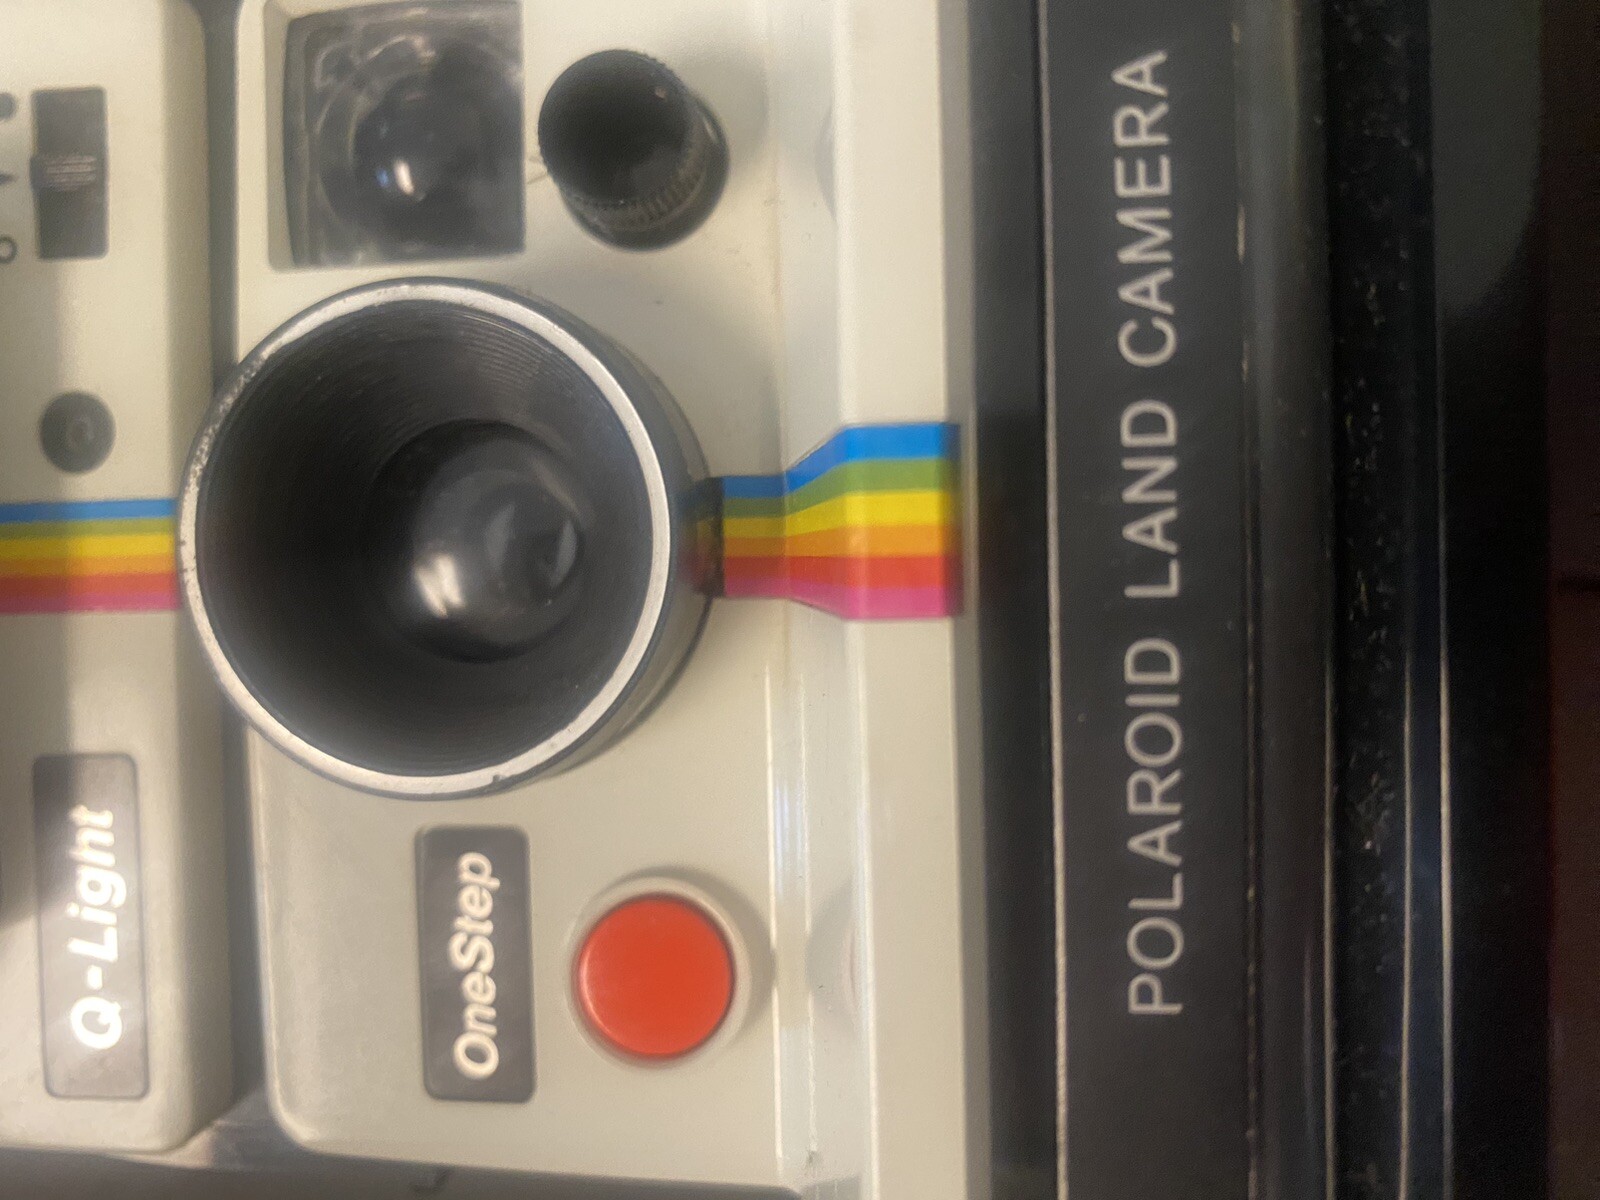 Q-Light
OneStep
POLAROID LAND CAMERA